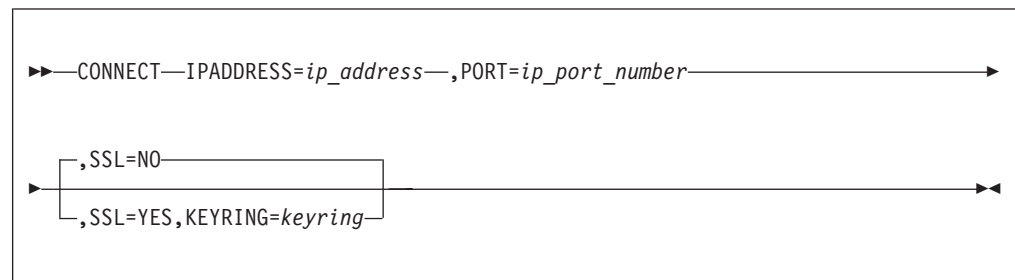 CONNECT IPADDRESS=ip_address ,PORT=ip_port_number
,SSL=NO
,SSL=YES,KEYRING=keyring